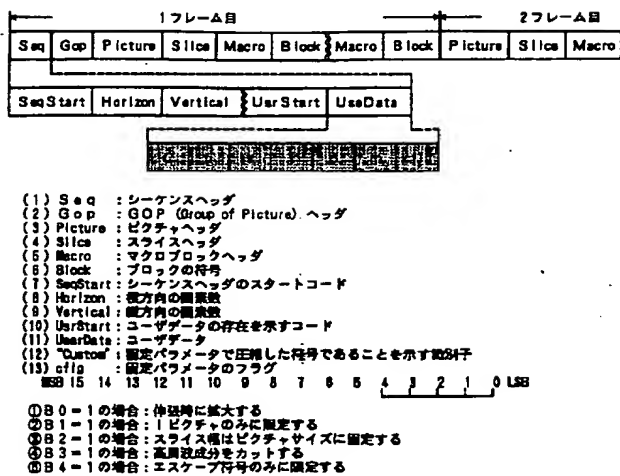 1フレーム目 2フレーム目
Seq Gop Picture Slice Macro Block Macro Block Picture Slice Macro
SeqStart Horizon Vertical UsrStart UseData
(1) Seq :シーケンスヘッダ
(2) Gop :GOP (Group of Picture) ヘッダ
(3) Picture :ピクチャヘッダ
(4) Slice :スライスヘッダ
(5) Macro :マクロブロックヘッダ
(6) Block :ブロックの符号
(7) SeqStart:シーケンスヘッダのスタートコード
(8) Horizon :横方向の画素数
(9) Vertical:縦方向の画素数
(10) UsrStart:ユーザデータの存在を示すコード
(11) UserData:ユーザデータ
(12) "Custom":固定パラメータで圧縮した符号であることを示す識別子
(13) cflg :固定パラメータのフラグ
MSB 15 14 13 12 11 10 9 8 7 6 5 4 3 2 1 0 LSB
①B0=1の場合:伸張時に拡大する
②B1=1の場合:Iピクチャのみに限定する
③B2=1の場合:スライス幅はピクチャサイズに固定する
④B3=1の場合:高周波成分をカットする
⑤B4=1の場合:エスケープ符号のみに限定する